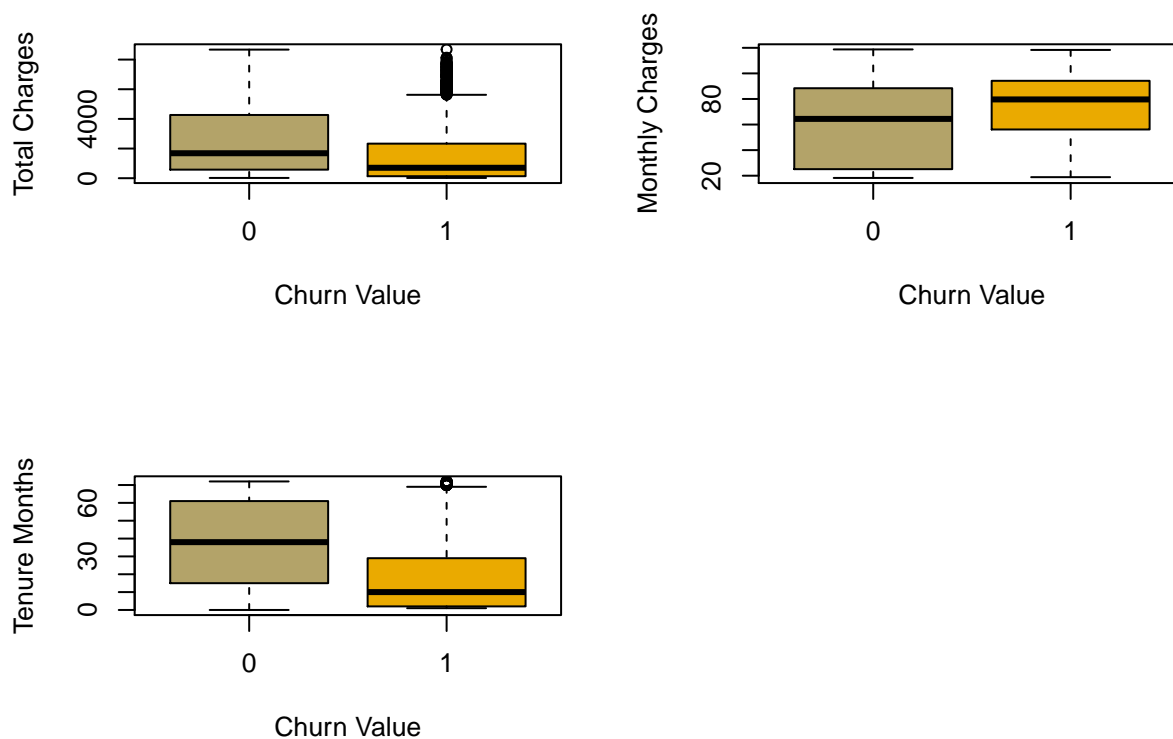 Total Charges
0
4000
0 1
Churn Value
Monthly Charges
20
80
0 1
Churn Value
Tenure Months
0
30
60
0 1
Churn Value